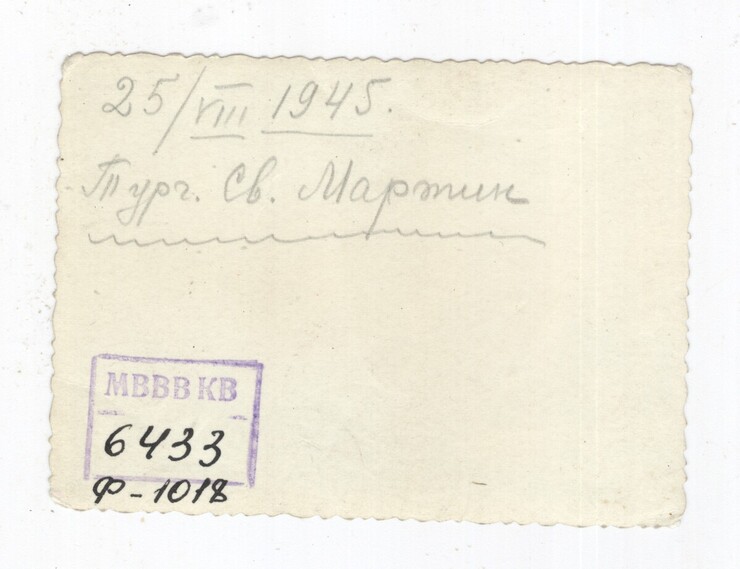 25/VIII 1945.
Тург. Св. Мартин
МВВВ КВ
6433
Ф-1018